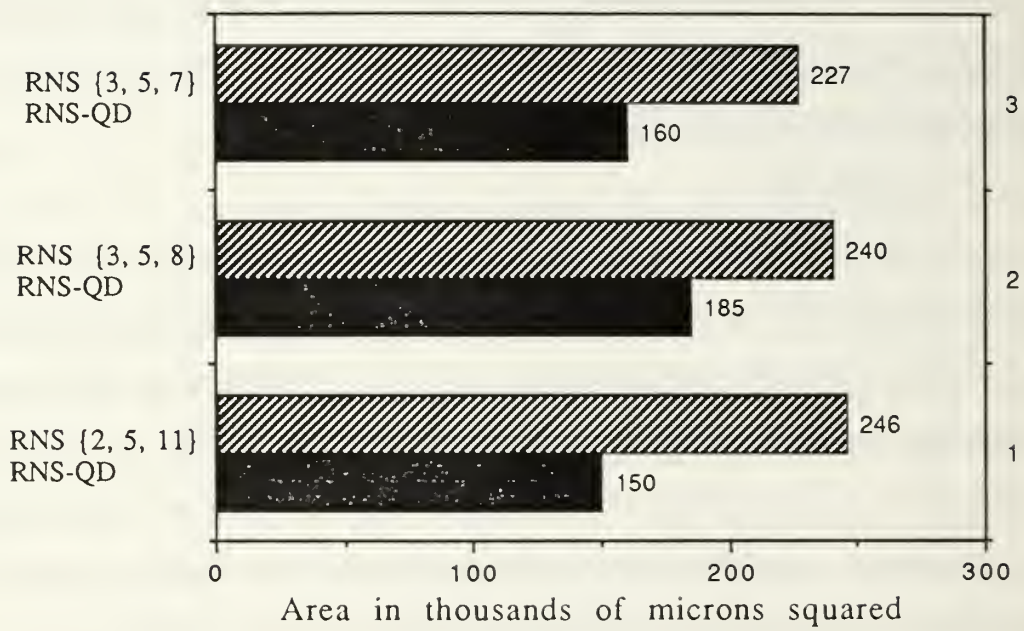 RNS {3, 5, 7}
RNS-QD
227
160
3
RNS {3, 5, 8}
RNS-QD
240
185
2
RNS {2, 5, 11}
RNS-QD
246
150
1
0 100 200 300
Area in thousands of microns squared